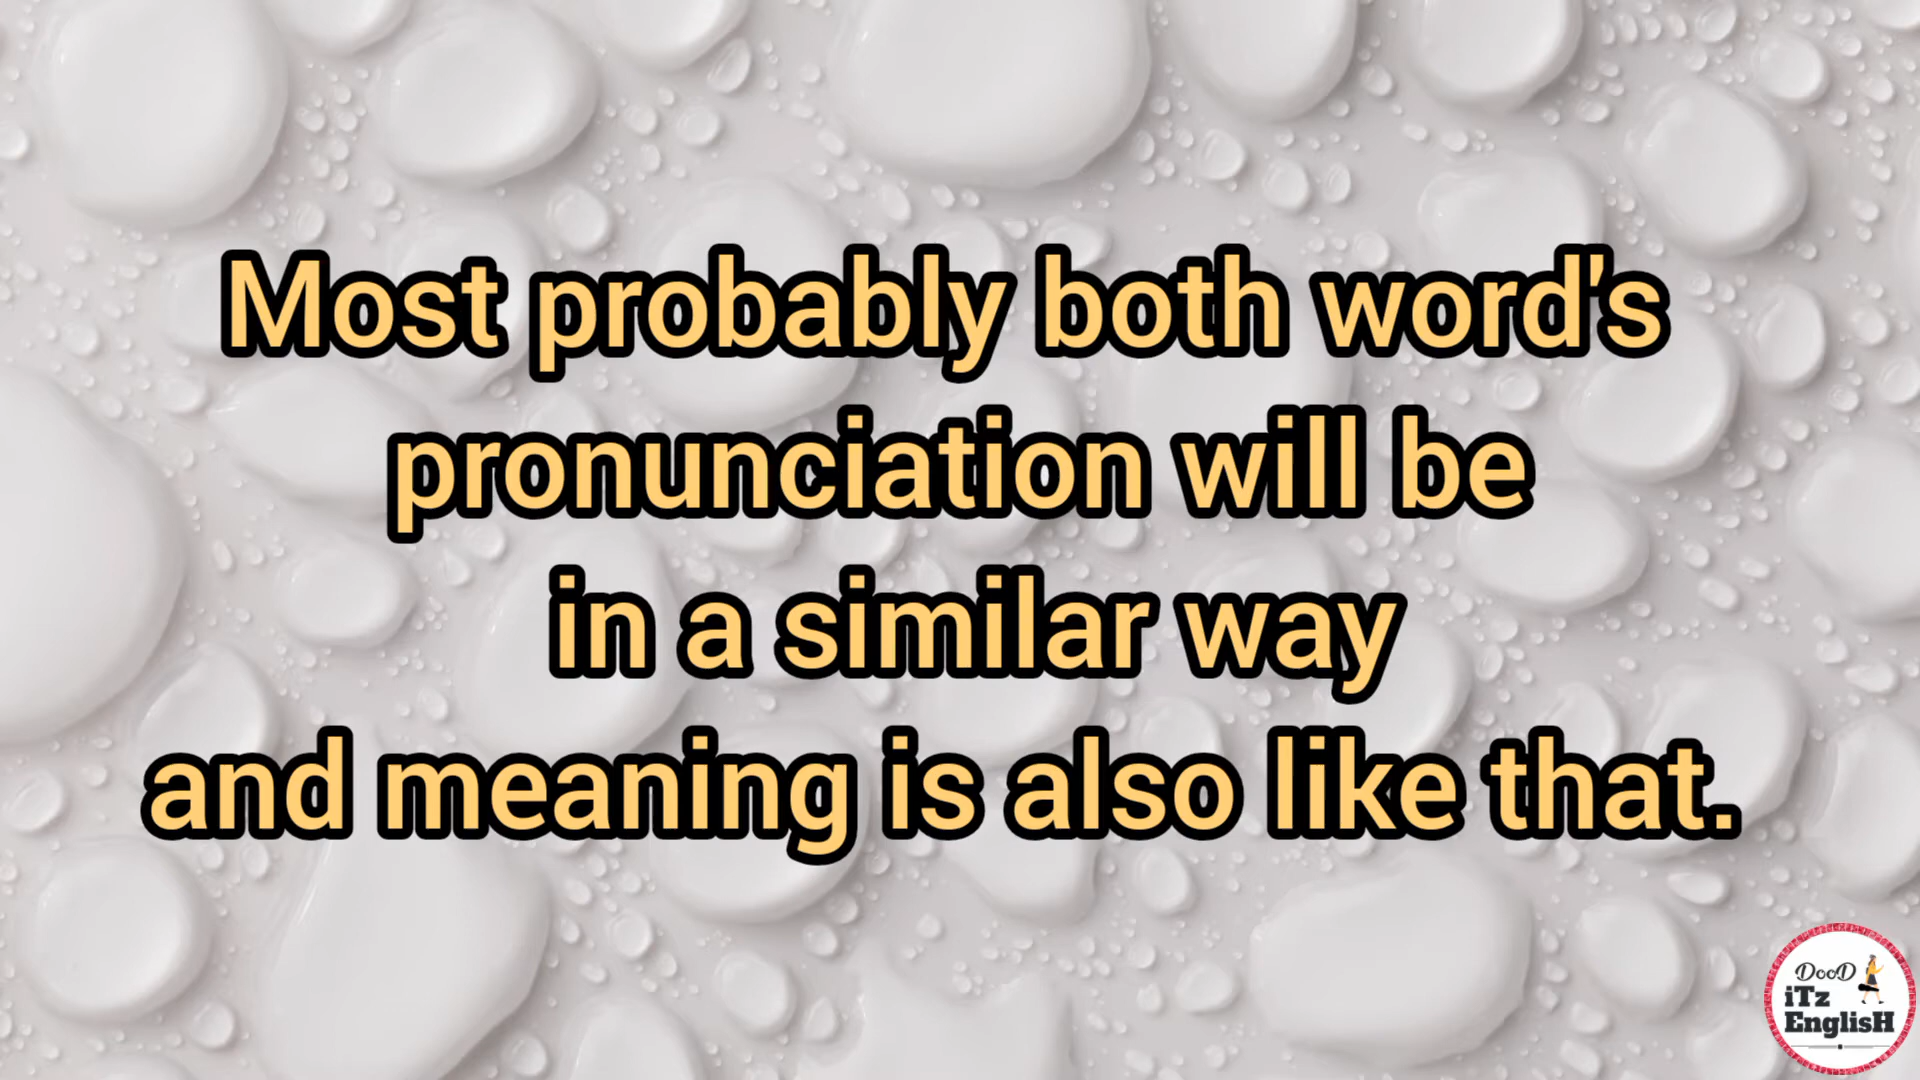 Most probably both word's
pronunciation will be
in a similar way
and meaning is also like that.
DooD
iTz
EnglisH